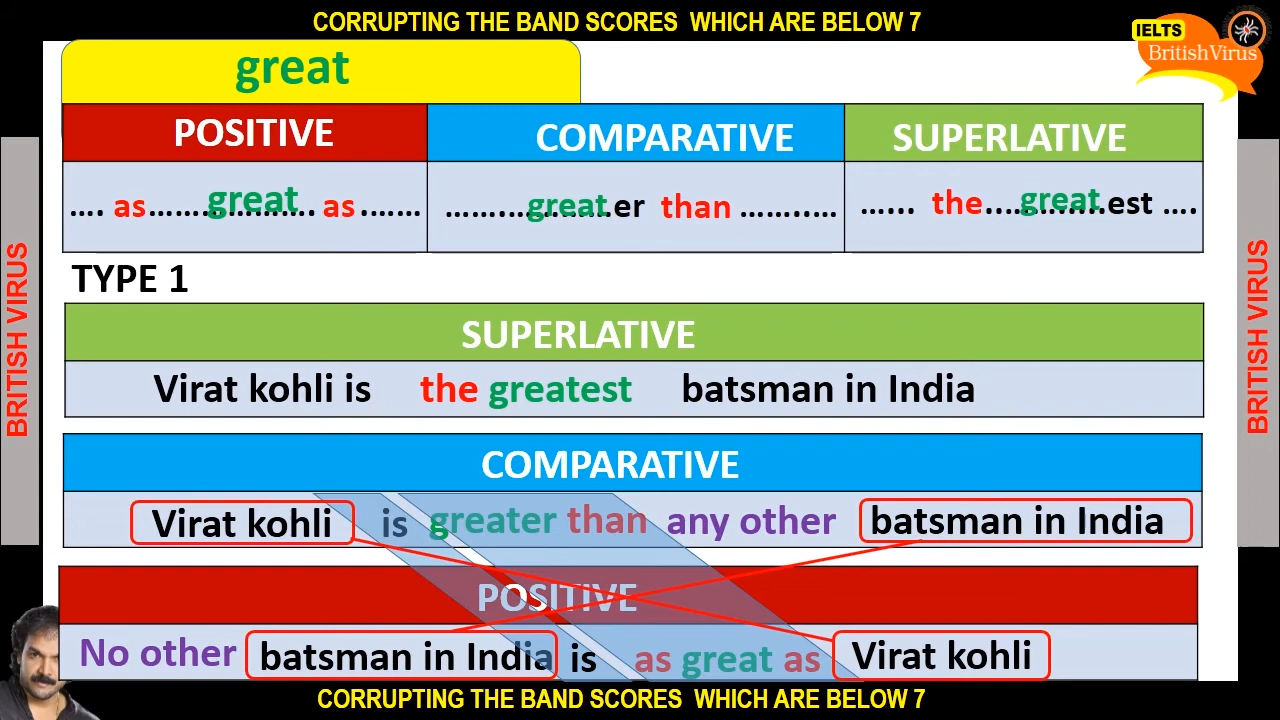 CORRUPTING THE BAND SCORES WHICH ARE BELOW 7
IELTS
BritishVirus
great
POSITIVE COMPARATIVE SUPERLATIVE
.... as...... great ...... as ....... ........ great......er than .......... ...... the...... great......est ....
TYPE 1
SUPERLATIVE
Virat kohli is the greatest batsman in India
COMPARATIVE
Virat kohli is greater than any other batsman in India
POSITIVE
No other batsman in India is as great as Virat kohli
CORRUPTING THE BAND SCORES WHICH ARE BELOW 7
BRITISH VIRUS
BRITISH VIRUS